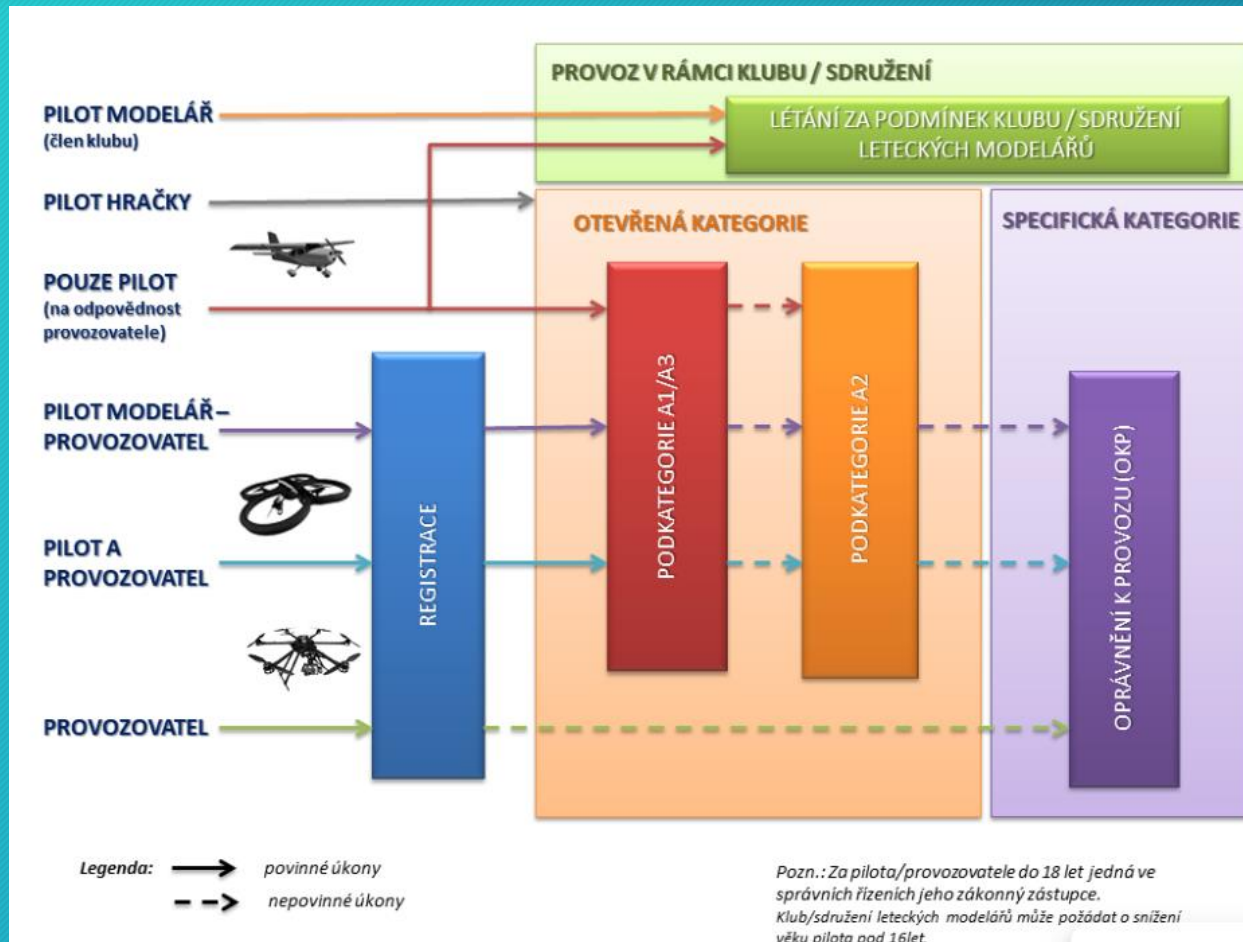 PROVOZ V RÁMCI KLUBU / SDRUŽENÍ
PILOT MODELÁŘ
(člen klubu)
LÉTÁNÍ ZA PODMÍNEK KLUBU / SDRUŽENÍ
LETECKÝCH MODELÁŘŮ
PILOT HRAČKY
OTEVŘENÁ KATEGORIE
SPECIFICKÁ KATEGORIE
POUZE PILOT
(na odpovědnost
provozovatele)
PILOT MODELÁŘ –
PROVOZOVATEL
PILOT A
PROVOZOVATEL
PROVOZOVATEL
REGISTRACE
PODKATEGORIE A1/A3
PODKATEGORIE A2
OPRÁVNĚNÍ K PROVOZU (OKP)
Legenda:
povinné úkony
nepovinné úkony
Pozn.: Za pilota/provozovatele do 18 let jedná ve
správních řízeních jeho zákonný zástupce.
Klub/sdružení leteckých modelářů může požádat o snížení
věku pilota pod 16let.